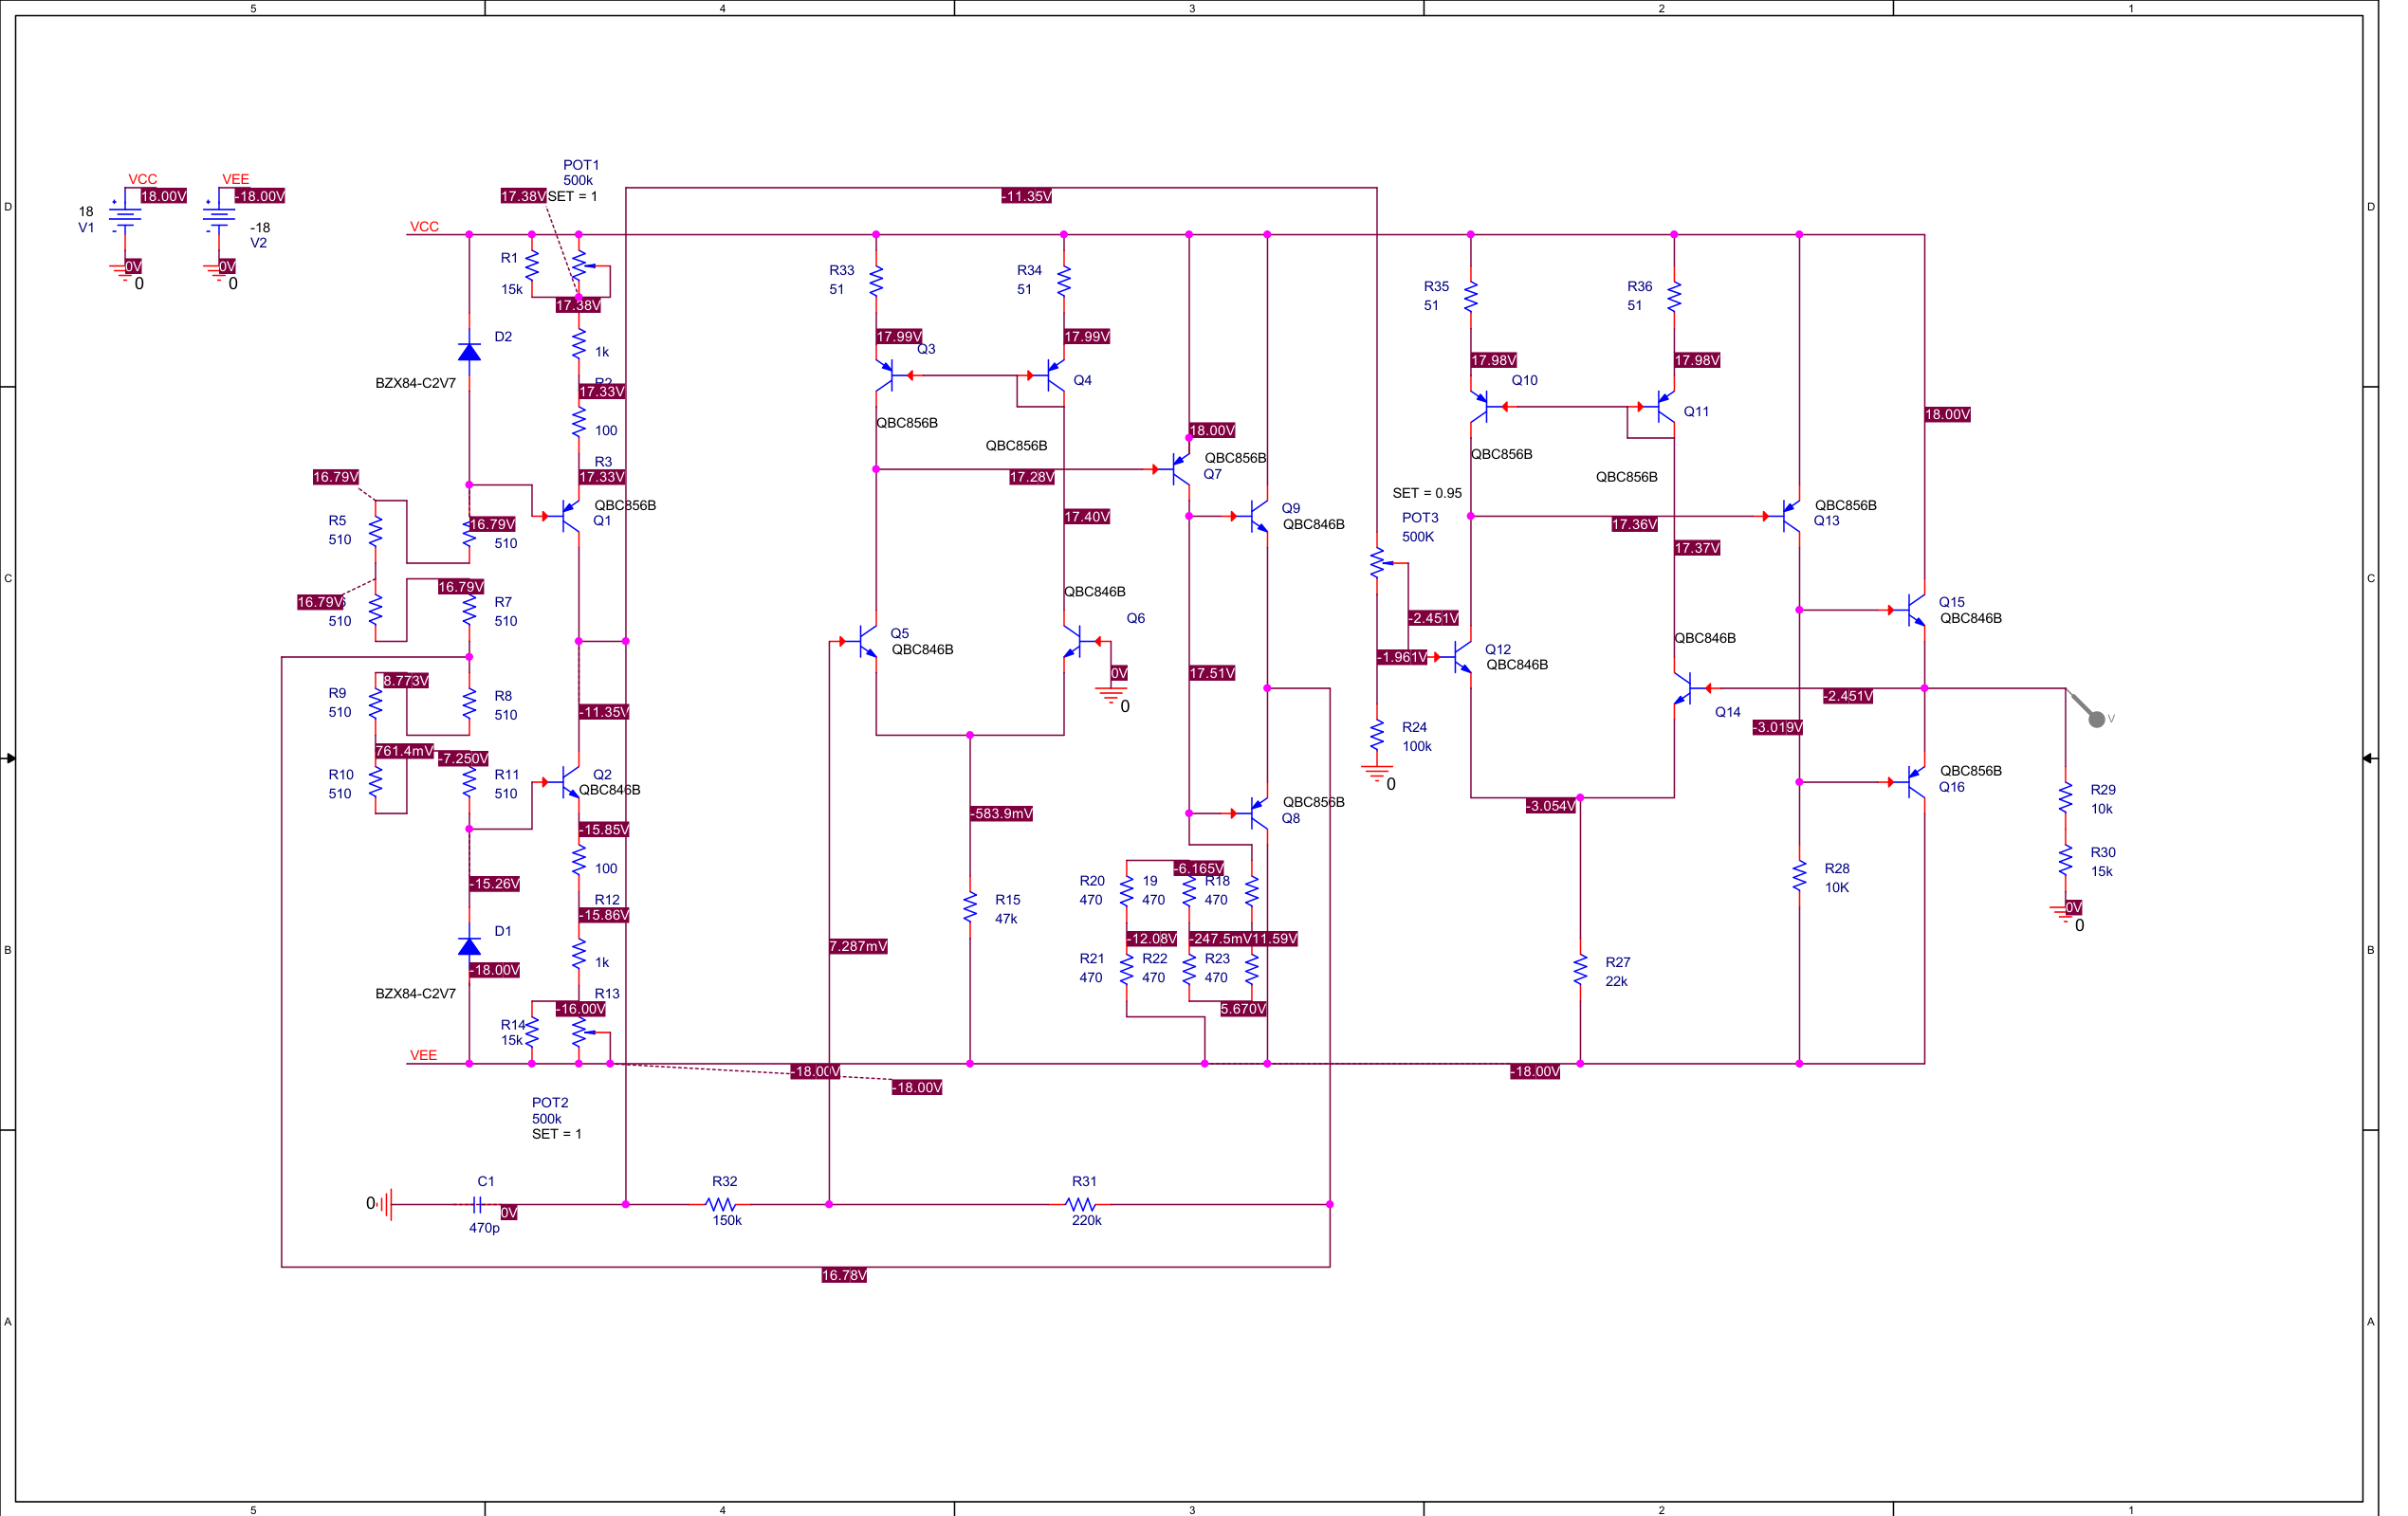 5
4
3
2
1
D
D
C
C
B
B
A
A
VCC
18.00V
18
V1
0V
0
VEE
-18.00V
-18
V2
0V
0
POT1
500k
SET = 1
17.38V
-11.35V
VCC
R1
15k
17.38V
D2
BZX84-C2V7
1k
R2
17.33V
100
R3
17.33V
QBC856B
Q1
16.79V
R5
510
16.79V
510
16.79V
510
16.79V
R7
510
R9
510
8.773V
R8
510
-11.35V
761.4mV
-7.250V
R10
510
R11
510
Q2
QBC846B
-15.85V
100
-15.26V
R12
-15.86V
D1
1k
-18.00V
BZX84-C2V7
R13
-16.00V
R14
15k
VEE
POT2
500k
SET = 1
-18.00V
-18.00V
-18.00V
R33
51
17.99V
Q3
QBC856B
R34
51
17.99V
Q4
QBC856B
17.28V
17.40V
Q5
QBC846B
QBC846B
Q6
0V
0
-583.9mV
R15
47k
7.287mV
18.00V
QBC856B
Q7
Q9
QBC846B
17.51V
QBC856B
Q8
-6.165V
R20
470
19
470
R18
470
-12.08V
-247.5mV
11.59V
R21
470
R22
470
R23
470
5.670V
SET = 0.95
POT3
500K
-2.451V
-1.961V
R24
100k
0
R35
51
17.98V
Q10
QBC856B
R36
51
17.98V
Q11
QBC856B
17.36V
17.37V
Q12
QBC846B
QBC846B
Q14
-3.054V
R27
22k
QBC856B
Q13
18.00V
Q15
QBC846B
-2.451V
-3.019V
QBC856B
Q16
R28
10K
V
R29
10k
R30
15k
0V
0
0
C1
470p
0V
R32
150k
R31
220k
16.78V
5
4
3
2
1